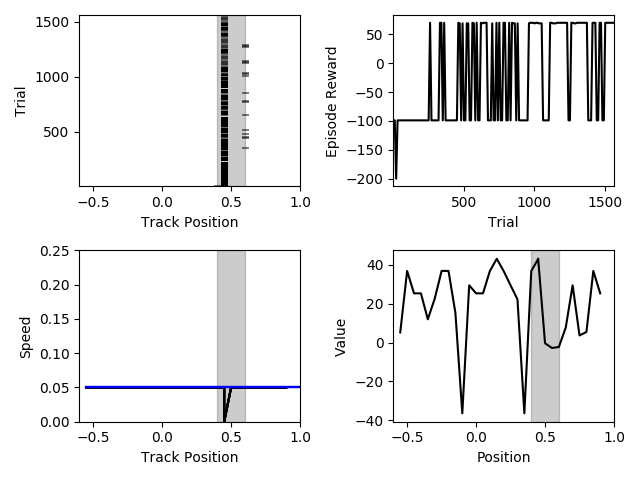 1500
1000
500
Trial
−0.5 0.0 0.5 1.0
Track Position
50
0
−50
−100
−150
−200
Episode Reward
500 1000 1500
Trial
0.25
0.20
0.15
0.10
0.05
0.00
Speed
−0.5 0.0 0.5 1.0
Track Position
40
20
0
−20
−40
Value
−0.5 0.0 0.5 1.0
Position